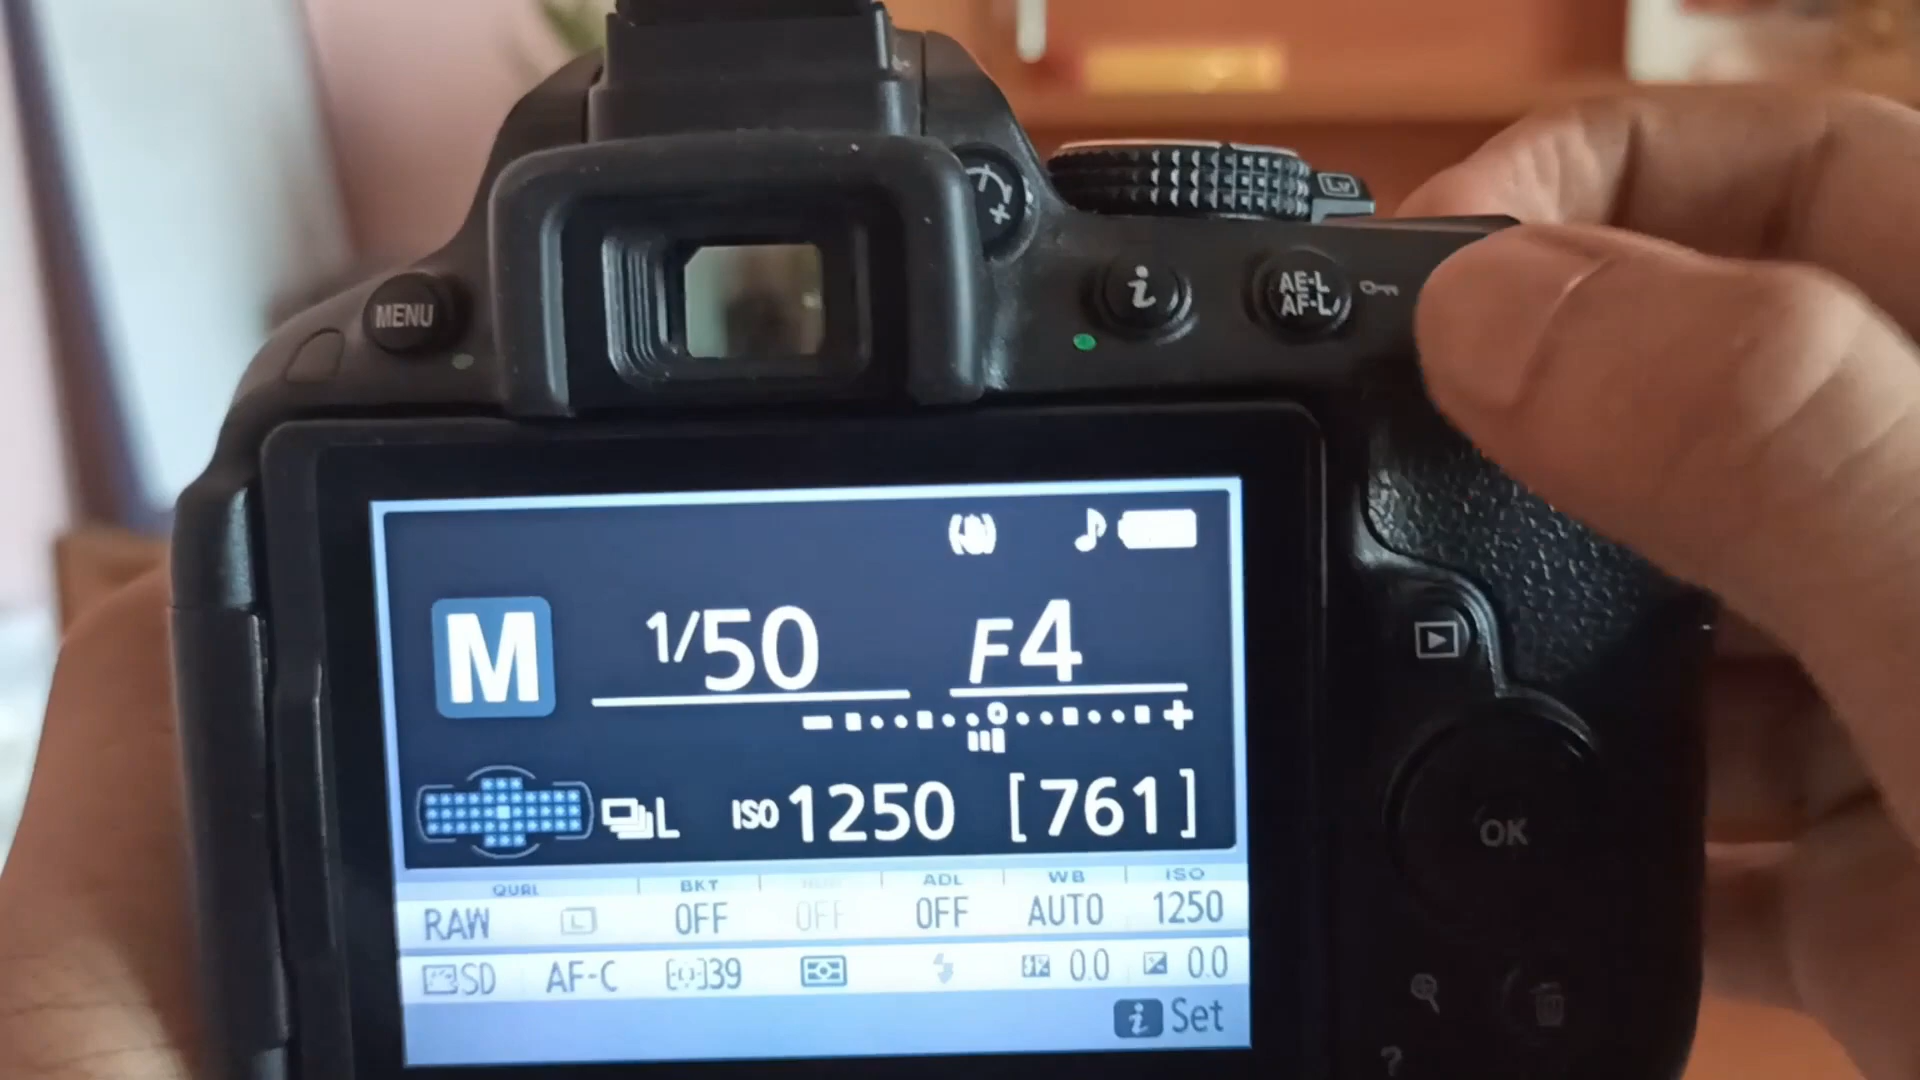 Lv
i
AE-L
AF-L
MENU
M 1/50 F4
- +
L ISO 1250 [761]
QUAL BKT ADL WB ISO
RAW L OFF OFF OFF AUTO 1250
SD AF-C 39 0.0 0.0
i Set
OK
?